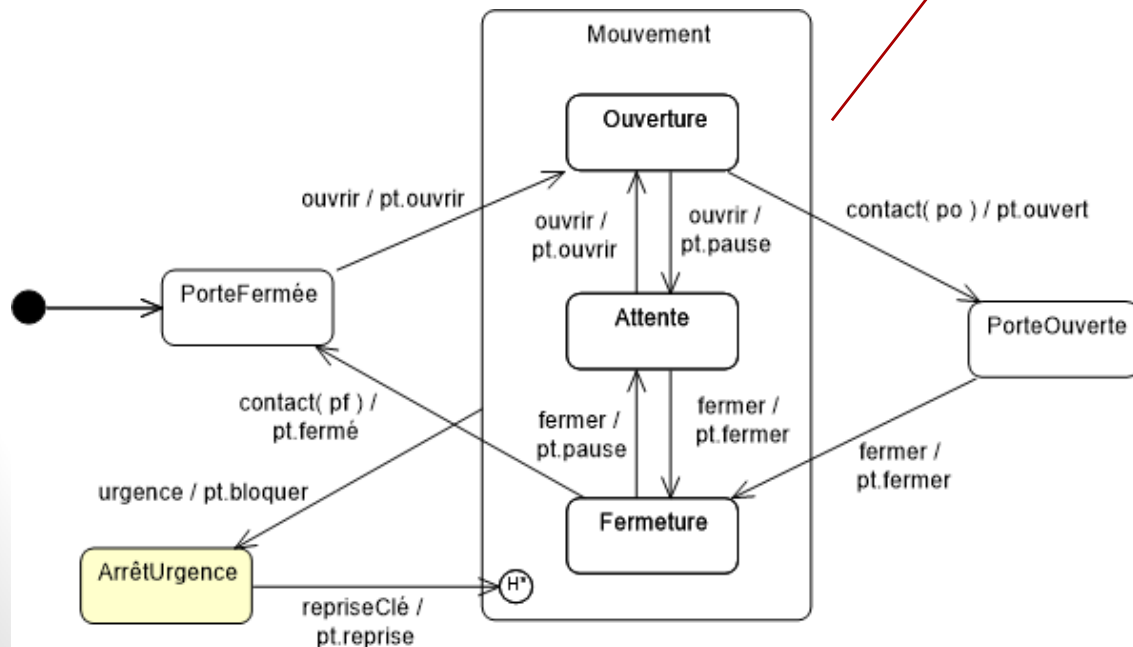 Mouvement
Ouverture
ouvrir / pt.ouvrir
ouvrir /
pt.ouvrir
ouvrir /
pt.pause
contact( po ) / pt.ouvert
PorteFermée
Attente
PorteOuverte
contact( pf ) /
pt.fermé
fermer /
pt.pause
fermer /
pt.fermer
fermer /
pt.fermer
urgence / pt.bloquer
Fermeture
ArrêtUrgence
H*
repriseClé /
pt.reprise